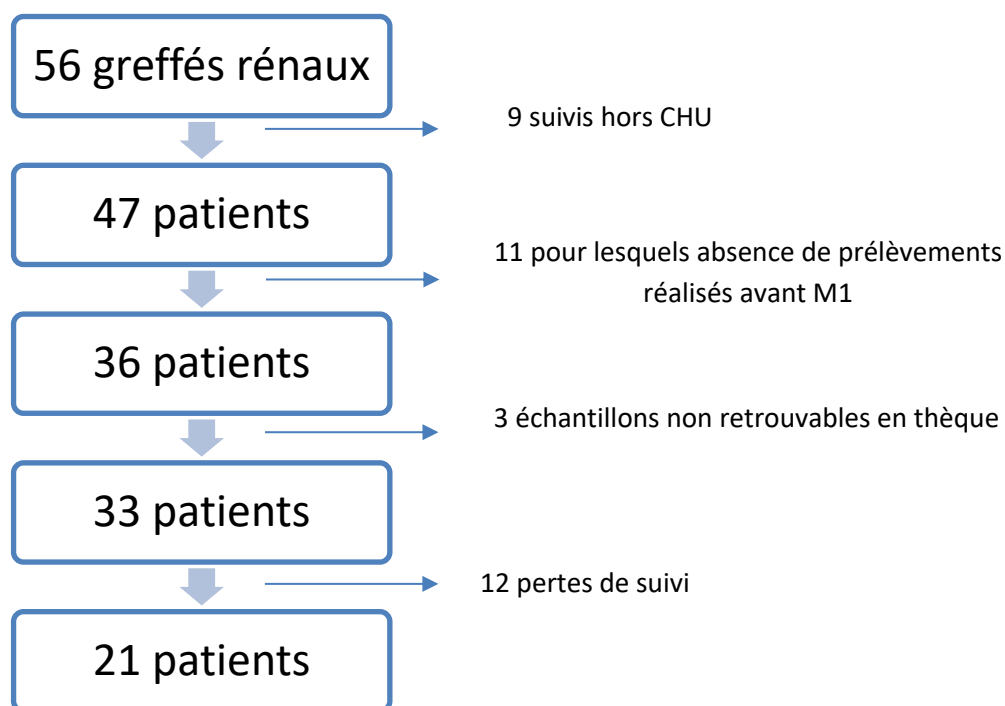 56 greffés rénaux
9 suivis hors CHU
47 patients
11 pour lesquels absence de prélèvements
réalisés avant M1
36 patients
3 échantillons non retrouvables en thèque
33 patients
12 pertes de suivi
21 patients